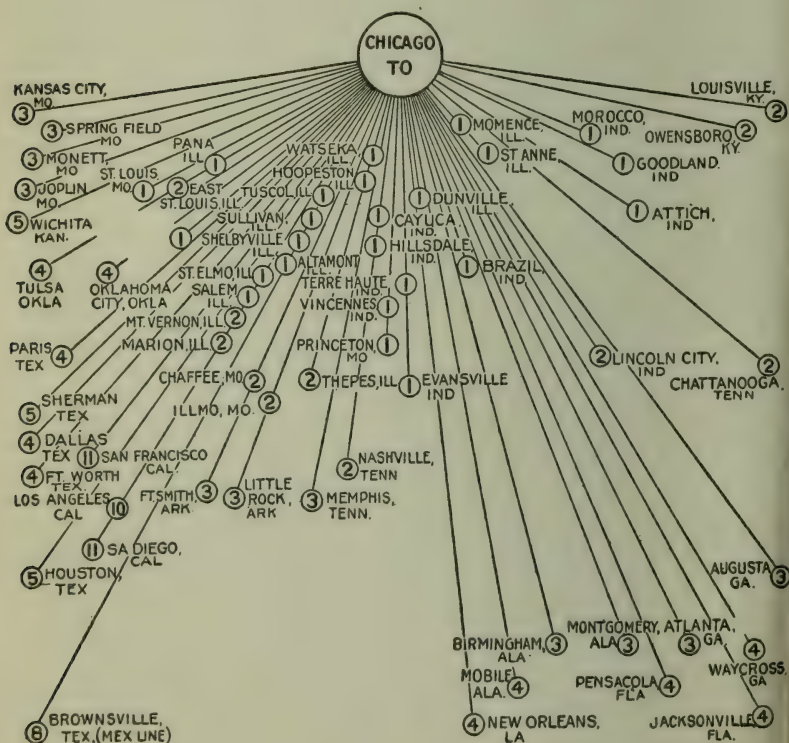 CHICAGO
TO
KANSAS CITY,
MO.
3
3 SPRING FIELD
MO
3 MONETT,
MO
3 JOPLIN
MO.
5 WICHITA
KAN.
4
TULSA
OKLA
PANA
ILL.
1
ST. LOUIS
MO.
1
2 EAST
ST. LOUIS, ILL.
4
OKLAHOMA
CITY, OKLA
WATSEKA
ILL.
1
HOOPESTON
ILL.
1
TUSCOL, ILL
1
SULLIVAN,
ILL.
1
SHELBYVILLE
ILL.
1
1 ALTAMONT
ILL.
ST. ELMO, ILL
1
SALEM
ILL.
1
MT. VERNON, ILL.
2
MARION, ILL.
2
CHAFFEE, MO.
2
ILLMO, MO.
2
1 MOMENCE,
ILL.
1 ST ANNE,
ILL.
MOROCCO,
IND.
1
1 GOODLAND.
IND
1 ATTICH,
IND
LOUISVILLE,
KY.
2
OWENSBORO
KY.
2
1 DUNVILLE,
ILL.
1
CAYUCA,
IND.
1 HILLSDALE,
IND.
1 BRAZIL,
IND.
TERRE HAUTE
IND.
1
VINCENNES
IND.
1
PRINCETON,
MO
1
2 THEPES, ILL
1 EVANSVILLE
IND
2 LINCOLN CITY,
IND
2
CHATTANOOGA,
TENN
PARIS
TEX
4
5 SHERMAN
TEX
4 DALLAS
TEX
4 FT. WORTH
TEX.
11 SAN FRANCISCO
CAL.
LOS ANGELES
CAL
10
11 SA DIEGO,
CAL
5 HOUSTON,
TEX
FT. SMITH,
ARK.
3
3 LITTLE
ROCK,
ARK
3 MEMPHIS,
TENN.
2 NASHVILLE,
TENN
AUGUSTA
GA.
3
BIRMINGHAM,
ALA
3
MONTGOMERY,
ALA
3
ATLANTA,
GA,
3
4
WAYCROSS,
GA
MOBILE
ALA.
4
PENSACOLA
FLA
4
8 BROWNSVILLE,
TEX, (MEX LINE)
4 NEW ORLEANS,
LA
JACKSONVILLE
FLA.
4